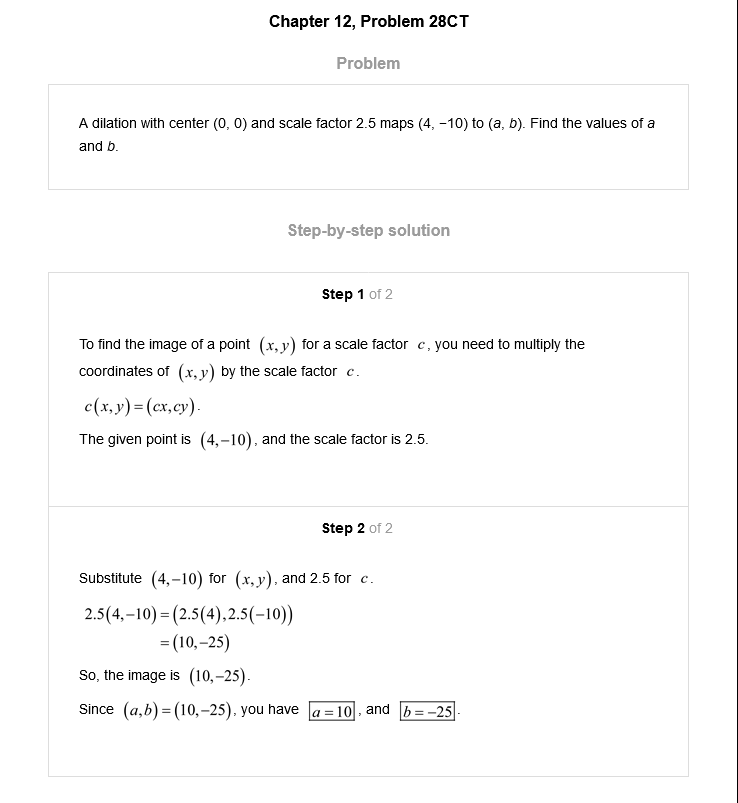 Chapter 12, Problem 28CT
Problem
A dilation with center (0, 0) and scale factor 2.5 maps (4, −10) to (a, b). Find the values of a
and b.
Step-by-step solution
Step 1 of 2
To find the image of a point (x, y) for a scale factor c, you need to multiply the
coordinates of (x, y) by the scale factor c.
c(x, y) = (cx, cy).
The given point is (4, −10), and the scale factor is 2.5.
Step 2 of 2
Substitute (4, −10) for (x, y), and 2.5 for c.
2.5(4, −10) = (2.5(4), 2.5(−10))
= (10, −25)
So, the image is (10, −25).
Since (a, b) = (10, −25), you have a = 10, and b = −25.